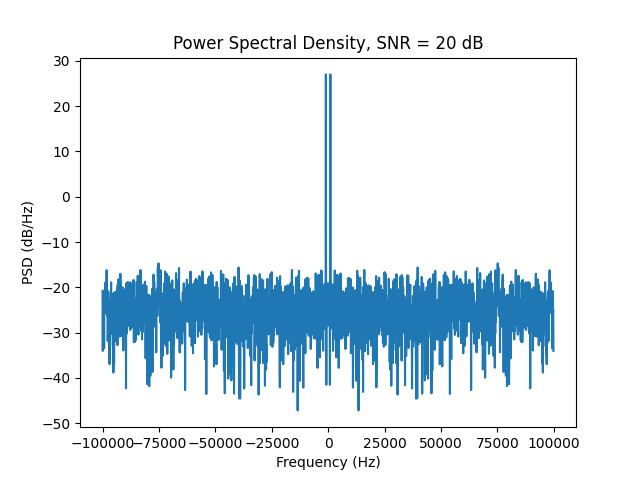 Power Spectral Density, SNR = 20 dB
30
20
10
0
−10
−20
−30
−40
−50
PSD (dB/Hz)
−100000 −75000 −50000 −25000 0 25000 50000 75000 100000
Frequency (Hz)